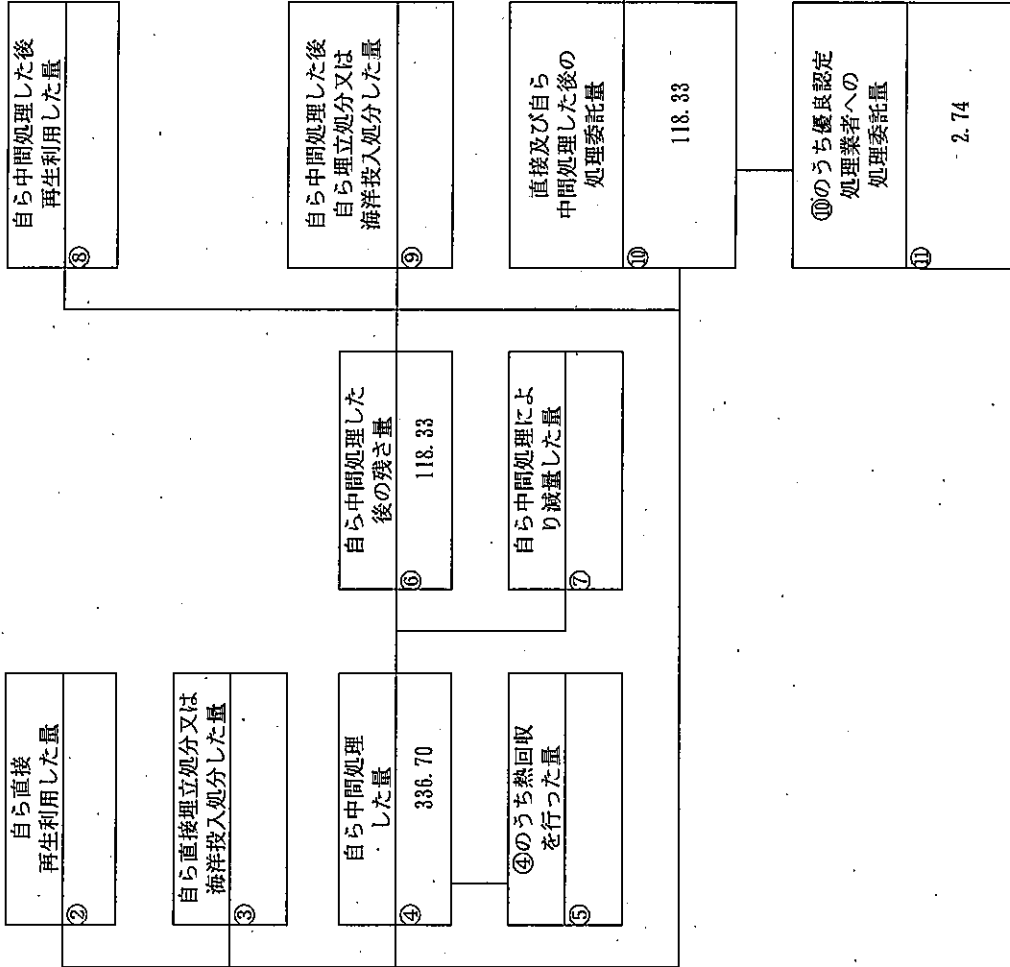 自ら直接
再生利用した量
②
自ら直接埋立処分又は
海洋投入処分した量
③
自ら中間処理
した量
④
336.70
④のうち熱回収
を行った量
⑤
自ら中間処理した
後の残さ量
⑥
118.33
自ら中間処理によ
り減量した量
⑦
自ら中間処理した後
再生利用した量
⑧
自ら中間処理した後
自ら埋立処分又は
海洋投入処分した量
⑨
直接及び自ら
中間処理した後の
処理委託量
⑩
118.33
⑩のうち優良認定
処理業者への
処理委託量
⑪
2.74